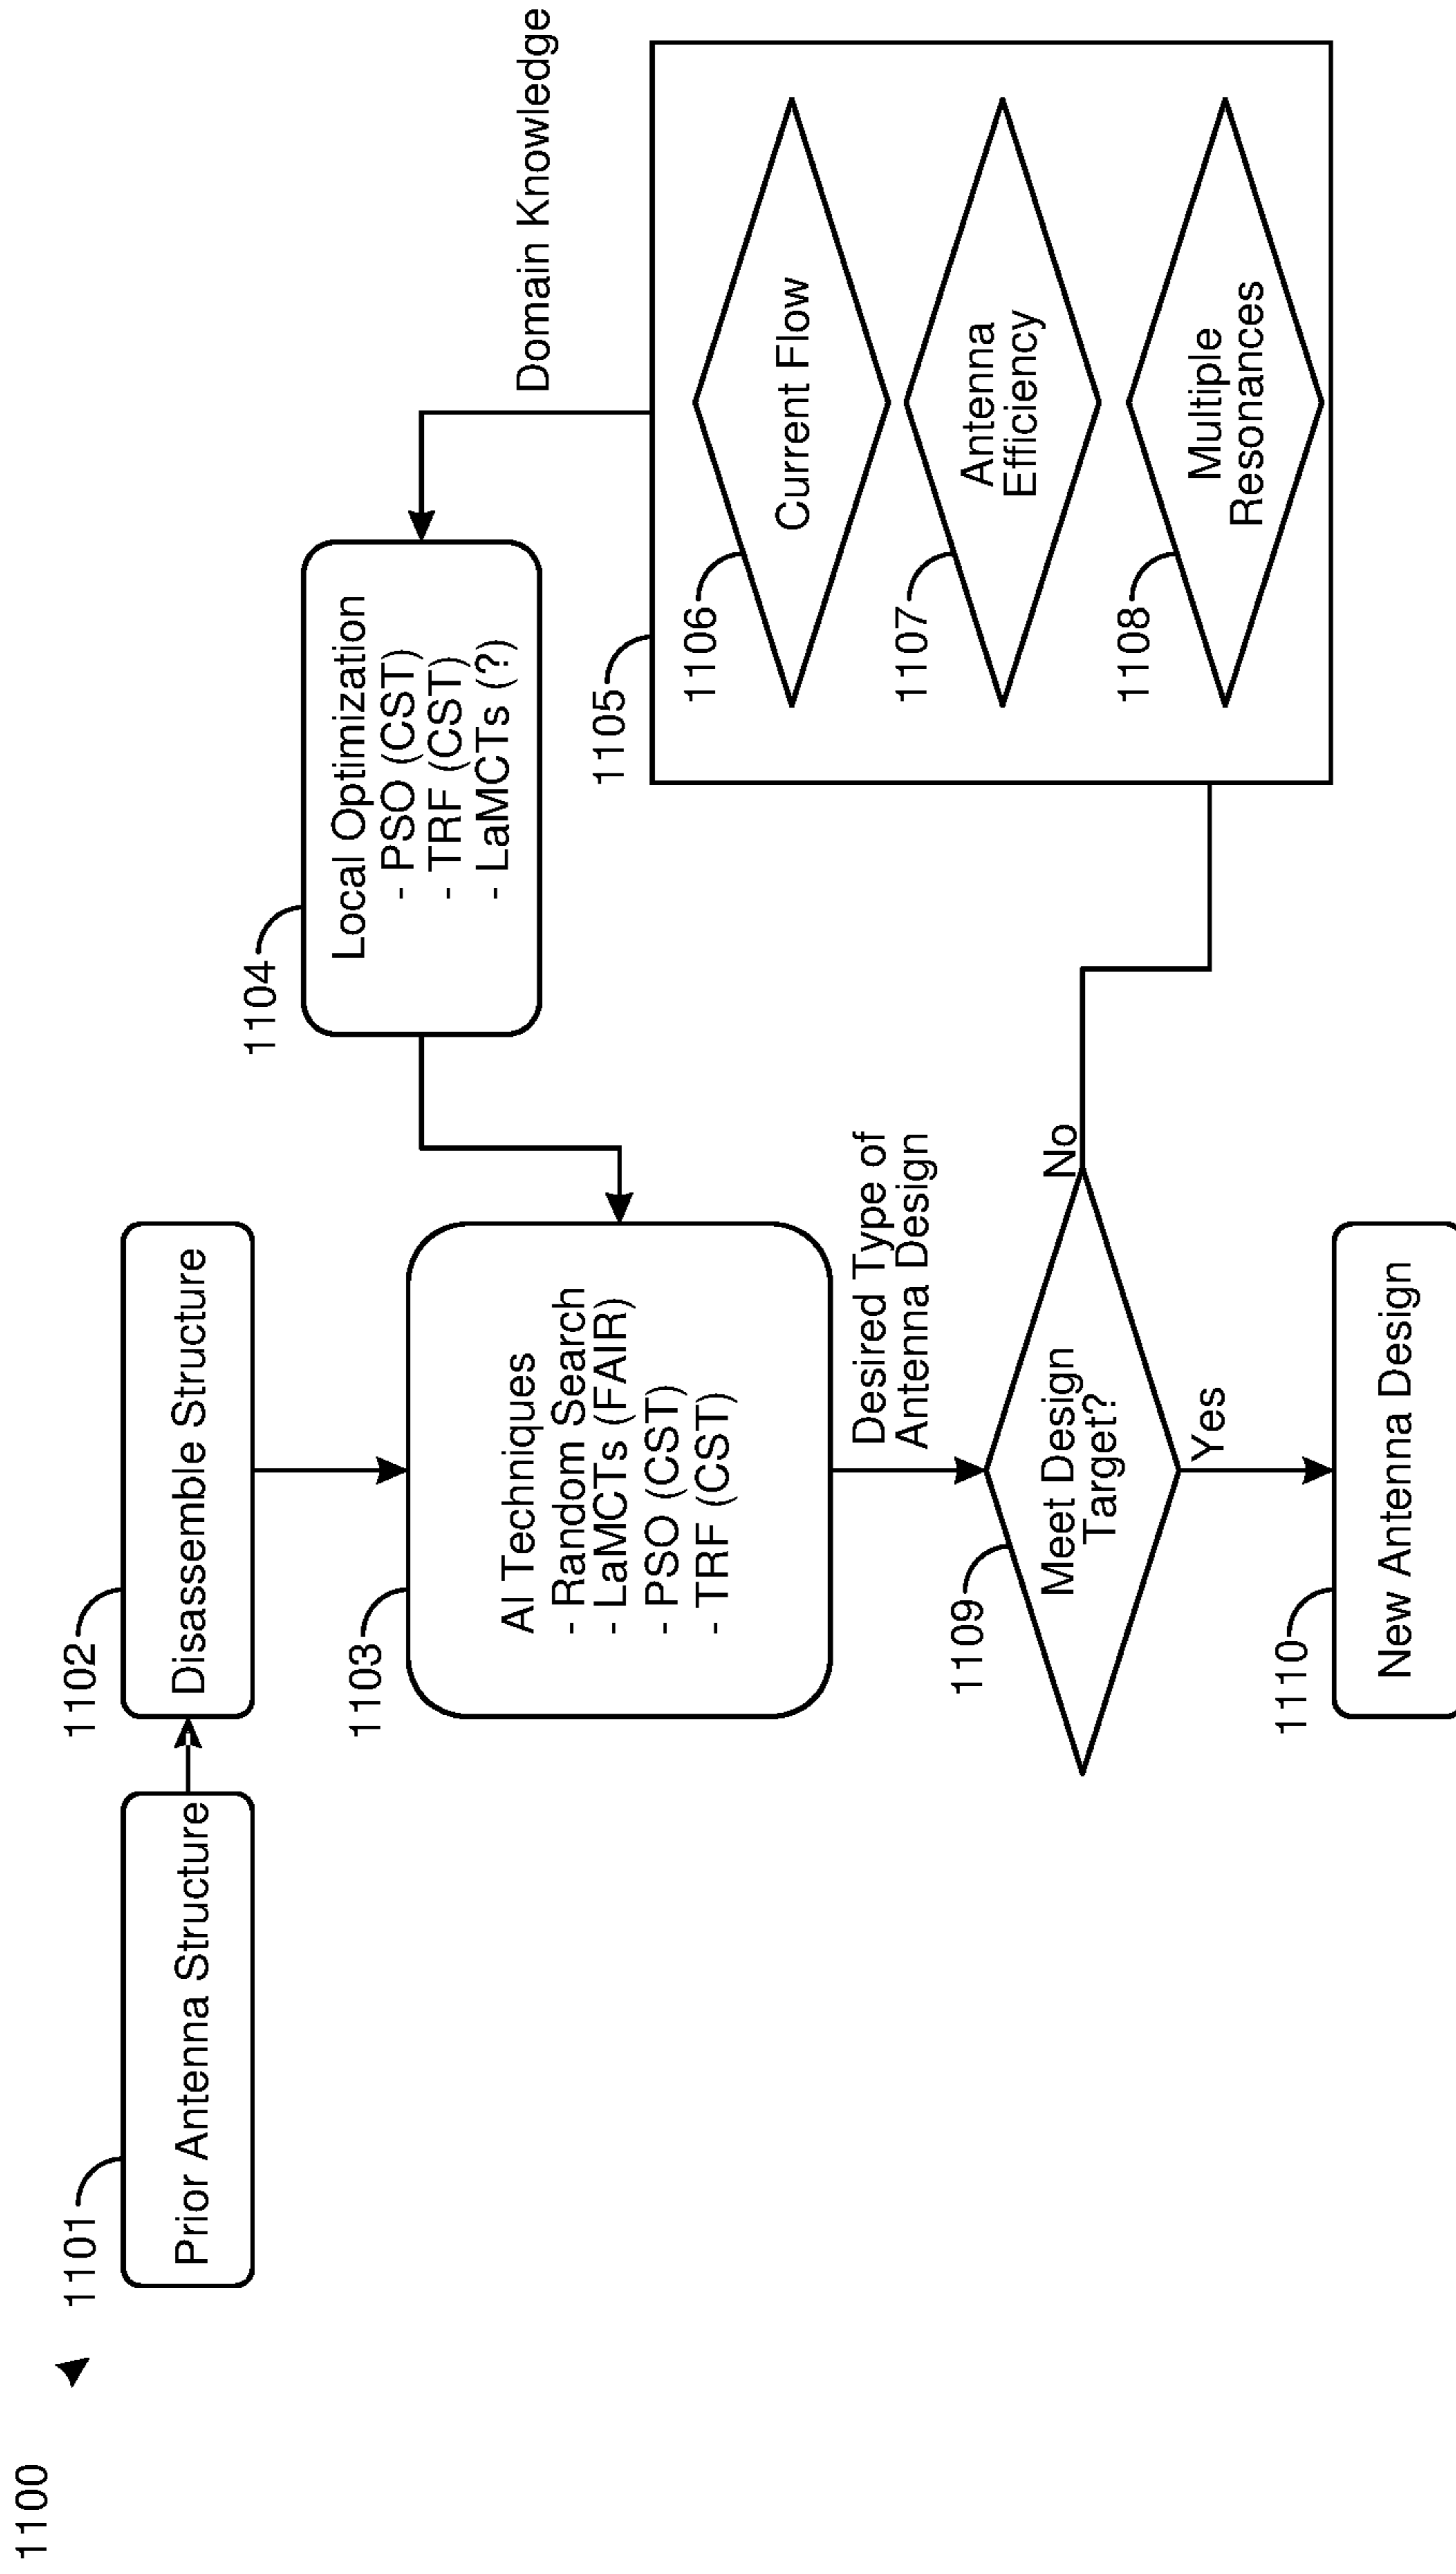 1100
1101
Prior Antenna Structure
1102
Disassemble Structure
1103
AI Techniques
- Random Search
- LaMCTs (FAIR)
- PSO (CST)
- TRF (CST)
1104
Local Optimization
- PSO (CST)
- TRF (CST)
- LaMCTs (?)
Domain Knowledge
1105
1106
Current Flow
1107
Antenna
Efficiency
1108
Multiple
Resonances
Desired Type of
Antenna Design
1109
Meet Design
Target?
No
Yes
1110
New Antenna Design